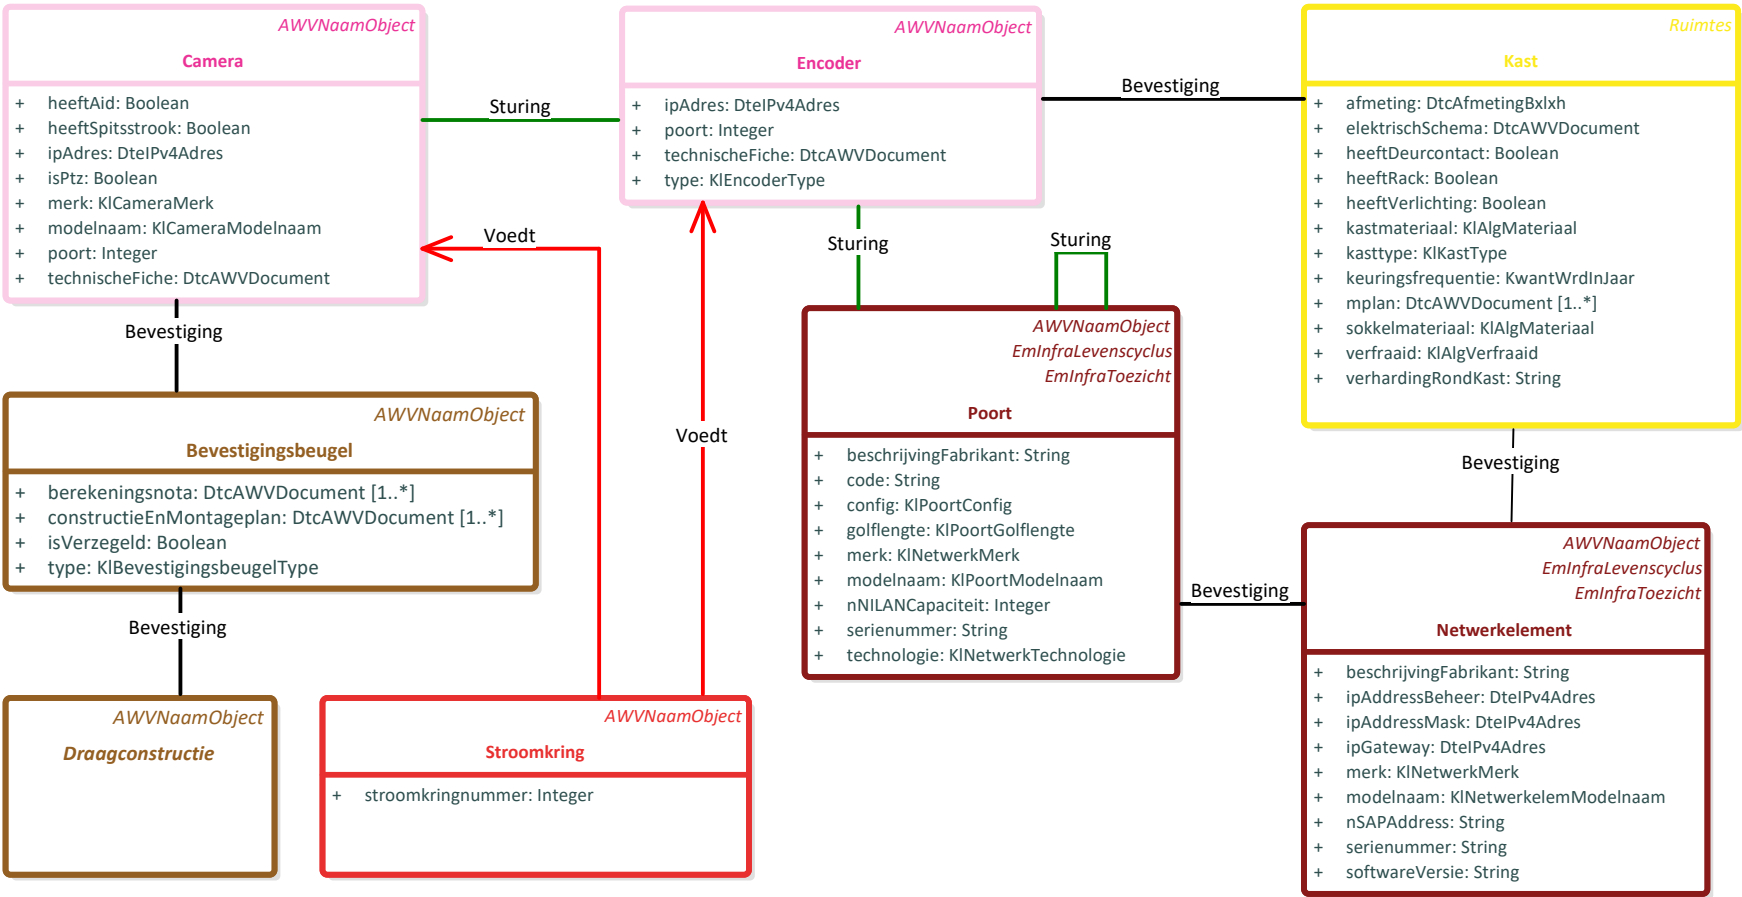 AWVNaamObject
Camera
+ heeftAid: Boolean
+ heeftSpitsstrook: Boolean
+ ipAdres: DteIPv4Adres
+ isPtz: Boolean
+ merk: KlCameraMerk
+ modelnaam: KlCameraModelnaam
+ poort: Integer
+ technischeFiche: DtcAWVDocument
Sturing
AWVNaamObject
Encoder
+ ipAdres: DteIPv4Adres
+ poort: Integer
+ technischeFiche: DtcAWVDocument
+ type: KlEncoderType
Bevestiging
Ruimtes
Kast
+ afmeting: DtcAfmetingBxlxh
+ elektrischSchema: DtcAWVDocument
+ heeftDeurcontact: Boolean
+ heeftRack: Boolean
+ heeftVerlichting: Boolean
+ kastmateriaal: KlAlgMateriaal
+ kasttype: KlKastType
+ keuringsfrequentie: KwantWrdInJaar
+ mplan: DtcAWVDocument [1..*]
+ sokkelmateriaal: KlAlgMateriaal
+ verfraaid: KlAlgVerfraaid
+ verhardingRondKast: String
Voedt
Sturing
Sturing
Bevestiging
AWVNaamObject
Bevestigingsbeugel
+ berekeningsnota: DtcAWVDocument [1..*]
+ constructieEnMontageplan: DtcAWVDocument [1..*]
+ isVerzegeld: Boolean
+ type: KlBevestigingsbeugelType
Voedt
AWVNaamObject
EmInfraLevenscyclus
EmInfraToezicht
Poort
+ beschrijvingFabrikant: String
+ code: String
+ config: KlPoortConfig
+ golflengte: KlPoortGolflengte
+ merk: KlNetwerkMerk
+ modelnaam: KlPoortModelnaam
+ nNILANCapaciteit: Integer
+ serienummer: String
+ technologie: KlNetwerkTechnologie
Bevestiging
Bevestiging
AWVNaamObject
EmInfraLevenscyclus
EmInfraToezicht
Netwerkelement
+ beschrijvingFabrikant: String
+ ipAddressBeheer: DteIPv4Adres
+ ipAddressMask: DteIPv4Adres
+ ipGateway: DteIPv4Adres
+ merk: KlNetwerkMerk
+ modelnaam: KlNetwerkelemModelnaam
+ nSAPAddress: String
+ serienummer: String
+ softwareVersie: String
Bevestiging
AWVNaamObject
Draagconstructie
AWVNaamObject
Stroomkring
+ stroomkringnummer: Integer